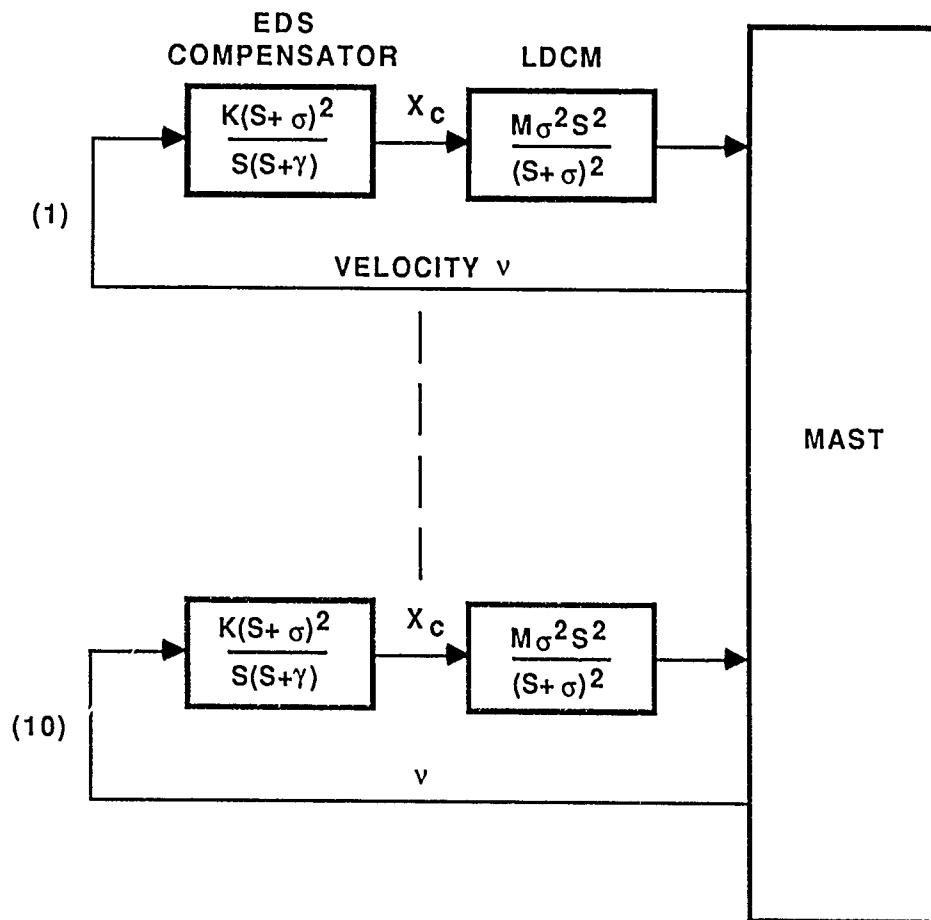 EDS
COMPENSATOR
LDCM
K(S+ σ)²
S(S+γ)
X c
Mσ²S²
(S+ σ)²
(1)
VELOCITY ν
MAST
K(S+ σ)²
S(S+γ)
X c
Mσ²S²
(S+ σ)²
(10)
ν